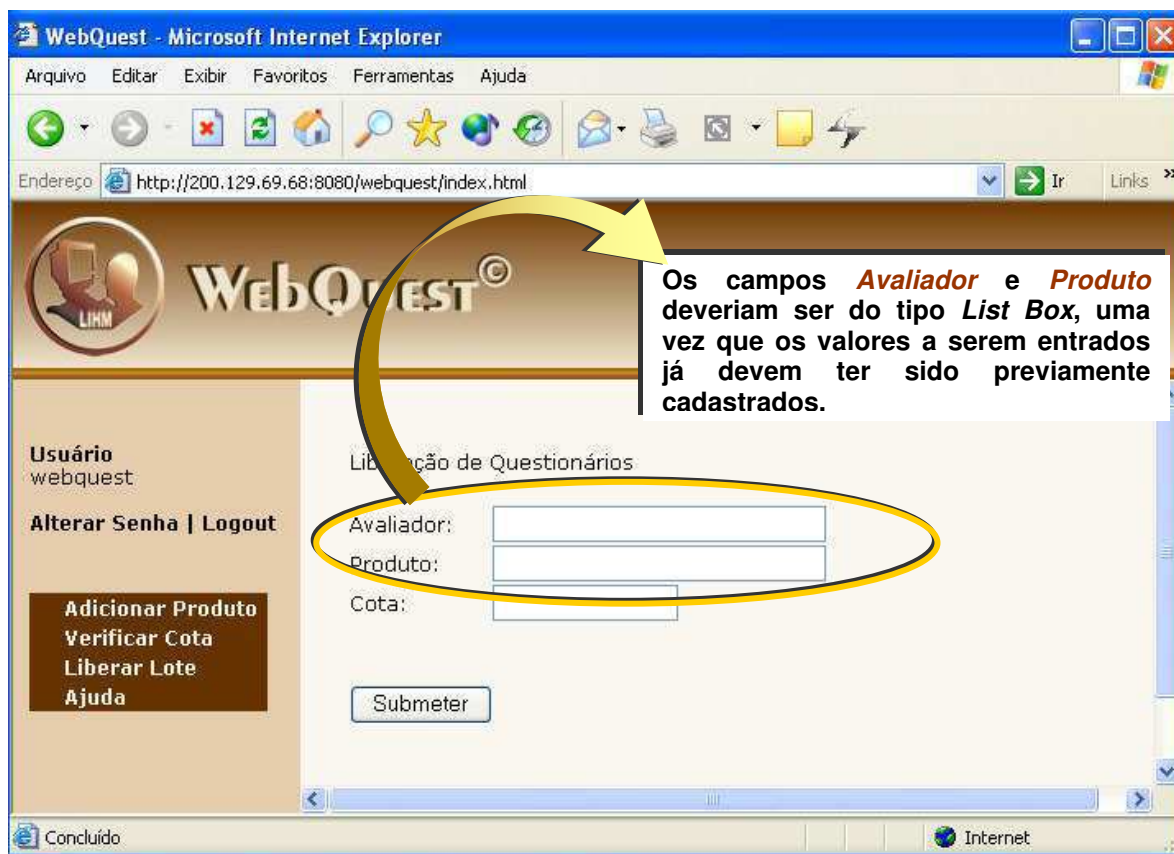 WebQuest - Microsoft Internet Explorer
Arquivo Editar Exibir Favoritos Ferramentas Ajuda
Endereço http://200.129.69.68:8080/webquest/index.html Ir Links »
LIHM
WebQuest©
Os campos Avaliador e Produto
deveriam ser do tipo List Box, uma
vez que os valores a serem entrados
já devem ter sido previamente
cadastrados.
Usuário
webquest
Alterar Senha | Logout
Adicionar Produto
Verificar Cota
Liberar Lote
Ajuda
Liberação de Questionários
Avaliador:
Produto:
Cota:
Submeter
Concluído Internet